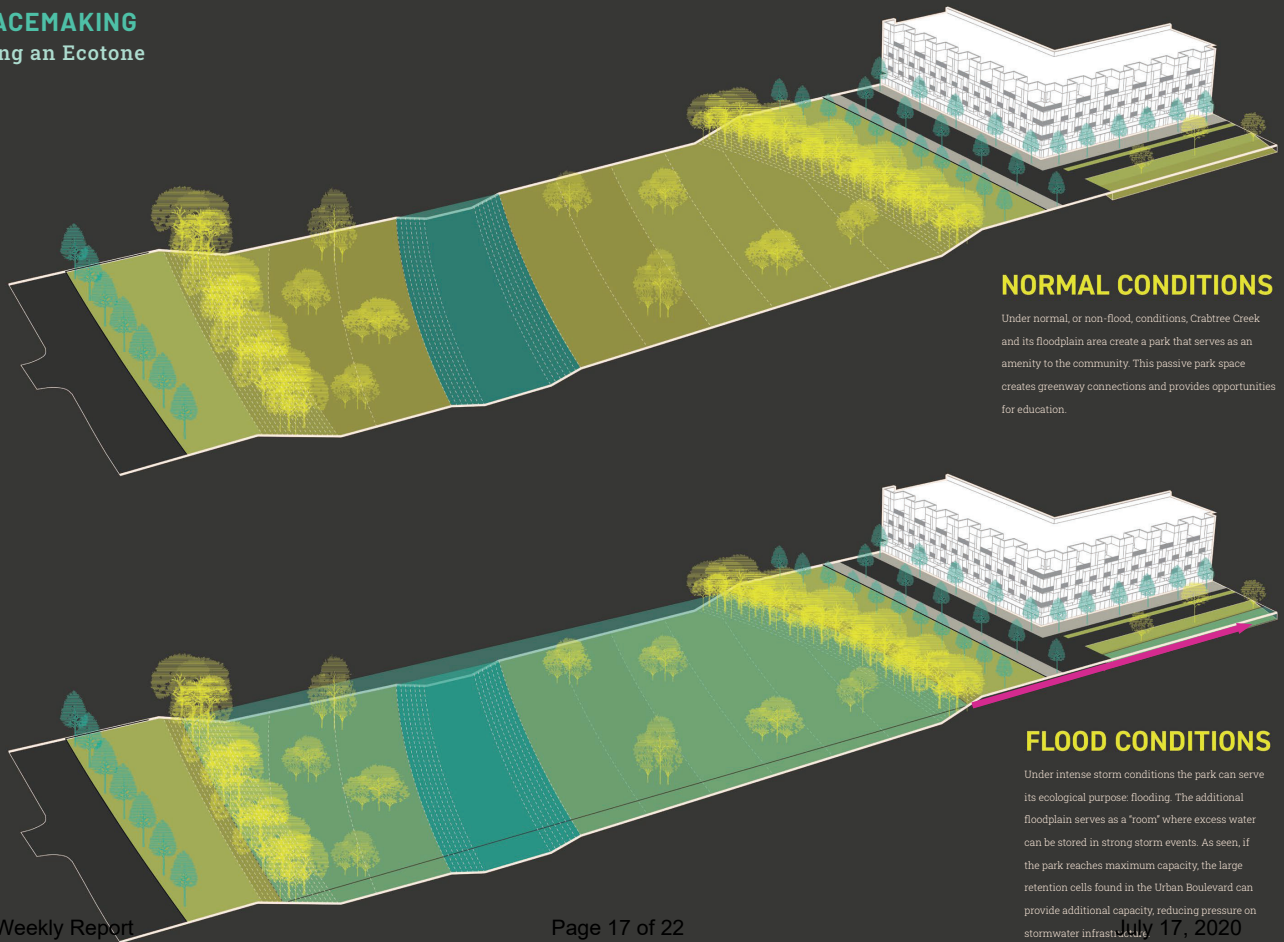 ACEMAKING
ng an Ecotone
NORMAL CONDITIONS
Under normal, or non-flood, conditions, Crabtree Creek
and its floodplain area create a park that serves as an
amenity to the community. This passive park space
creates greenway connections and provides opportunities
for education.
FLOOD CONDITIONS
Under intense storm conditions the park can serve
its ecological purpose: flooding. The additional
floodplain serves as a "room" where excess water
can be stored in strong storm events. As seen, if
the park reaches maximum capacity, the large
retention cells found in the Urban Boulevard can
provide additional capacity, reducing pressure on
stormwater infrastructure.
Weekly Report Page 17 of 22 July 17, 2020